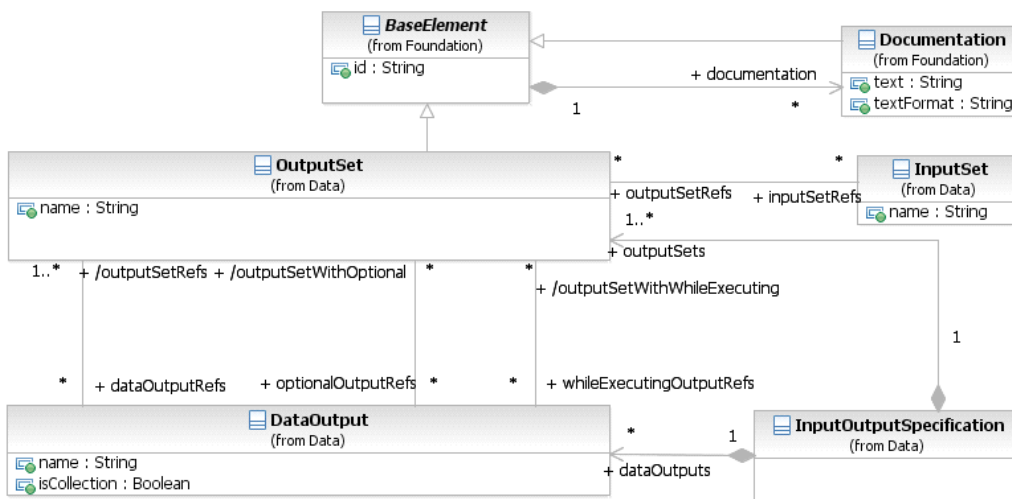 BaseElement
(from Foundation)
id : String
Documentation
(from Foundation)
text : String
textFormat : String
+ documentation
1
*
OutputSet
(from Data)
name : String
*
*
+ outputSetRefs
+ inputSetRefs
InputSet
(from Data)
name : String
1..*
+ outputSets
1..*
+ /outputSetRefs
+ /outputSetWithOptional
*
*
+ /outputSetWithWhileExecuting
1
*
+ dataOutputRefs
+ optionalOutputRefs
*
*
+ whileExecutingOutputRefs
DataOutput
(from Data)
name : String
isCollection : Boolean
*
1
+ dataOutputs
InputOutputSpecification
(from Data)